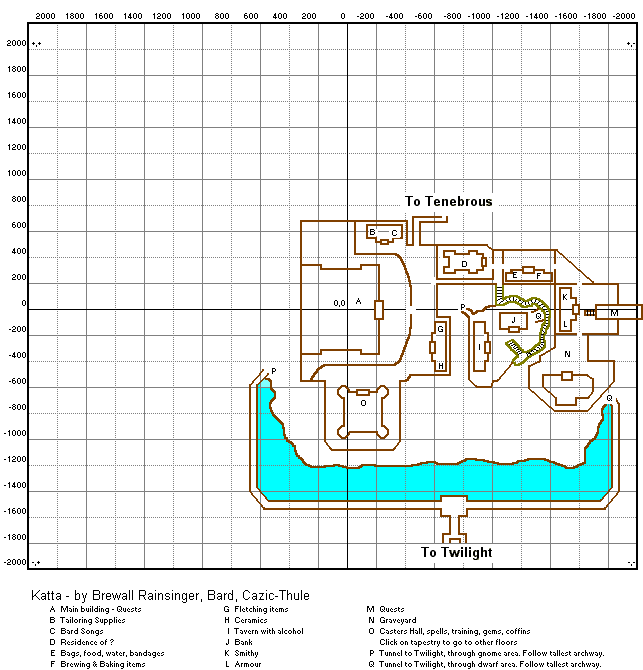 2000 1800 1600 1400 1200 1000 800 600 400 200 0 -200 -400 -600 -800 -1000 -1200 -1400 -1600 -1800 -2000
2000
1800
1600
1400
1200
1000
800
To Tenebrous
600
B C
400
D
E F
200
K
0,0 A
P
M
0
Q
J
L
G
-200
I
N
-400
H
P
-600
O
Q
-800
-1000
-1200
-1400
-1600
-1800
To Twilight
-2000
Katta - by Brewall Rainsinger, Bard, Cazic-Thule
A Main building - Quests
B Tailoring Supplies
C Bard Songs
D Residence of ?
E Bags, food, water, bandages
F Brewing & Baking items
G Fletching items
H Ceramics
I Tavern with alcohol
J Bank
K Smithy
L Armour
M Quests
N Graveyard
O Casters Hall, spells, training, gems, coffins
Click on tapestry to go to other floors
P Tunnel to Twilight, through gnome area. Follow tallest archway.
Q Tunnel to Twilight, through dwarf area. Follow tallest archway.